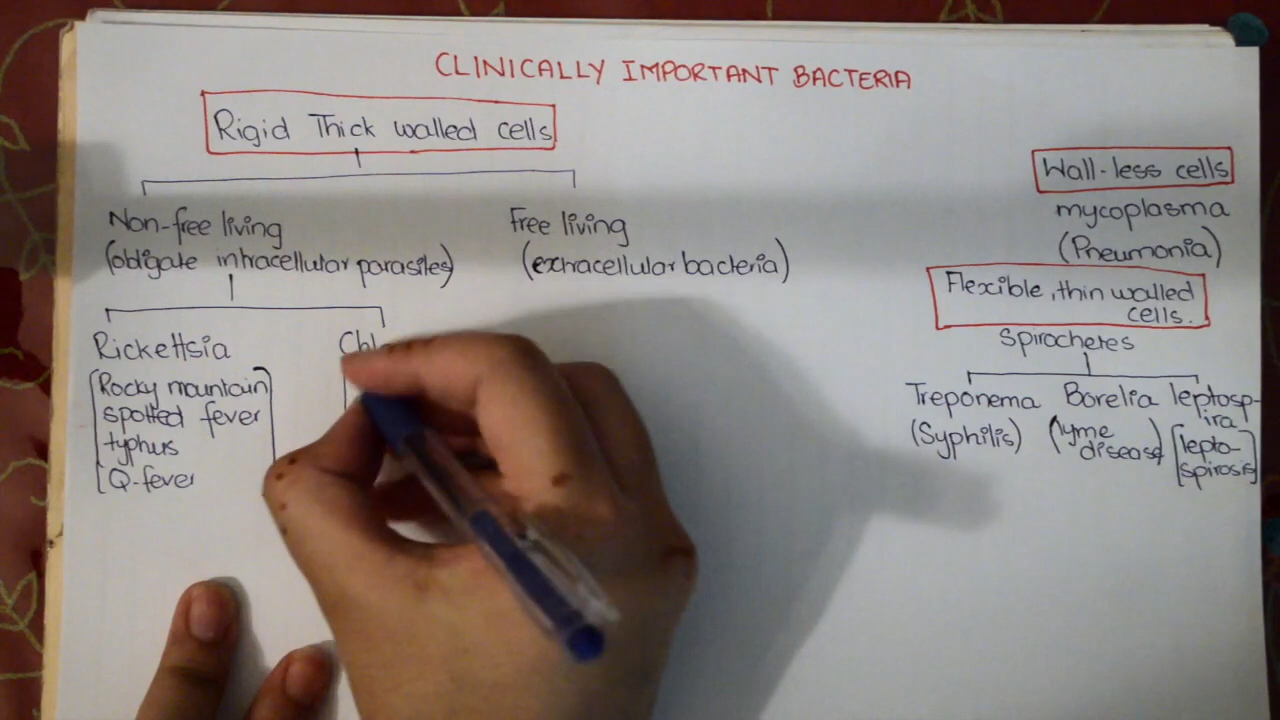 CLINICALLY IMPORTANT BACTERIA
Rigid Thick walled cells
Non-free living
(obligate intracellular parasites)
Free living
(extracellular bacteria)
Rickettsia
Rocky mountain
spotted fever
typhus
Q-fever
Wall-less cells
mycoplasma
(Pneumonia)
Flexible, thin walled
cells.
Spirochetes
Treponema
(Syphilis)
Borelia
(lyme
disease)
leptosp-
ira
[lepto-
spirosis]